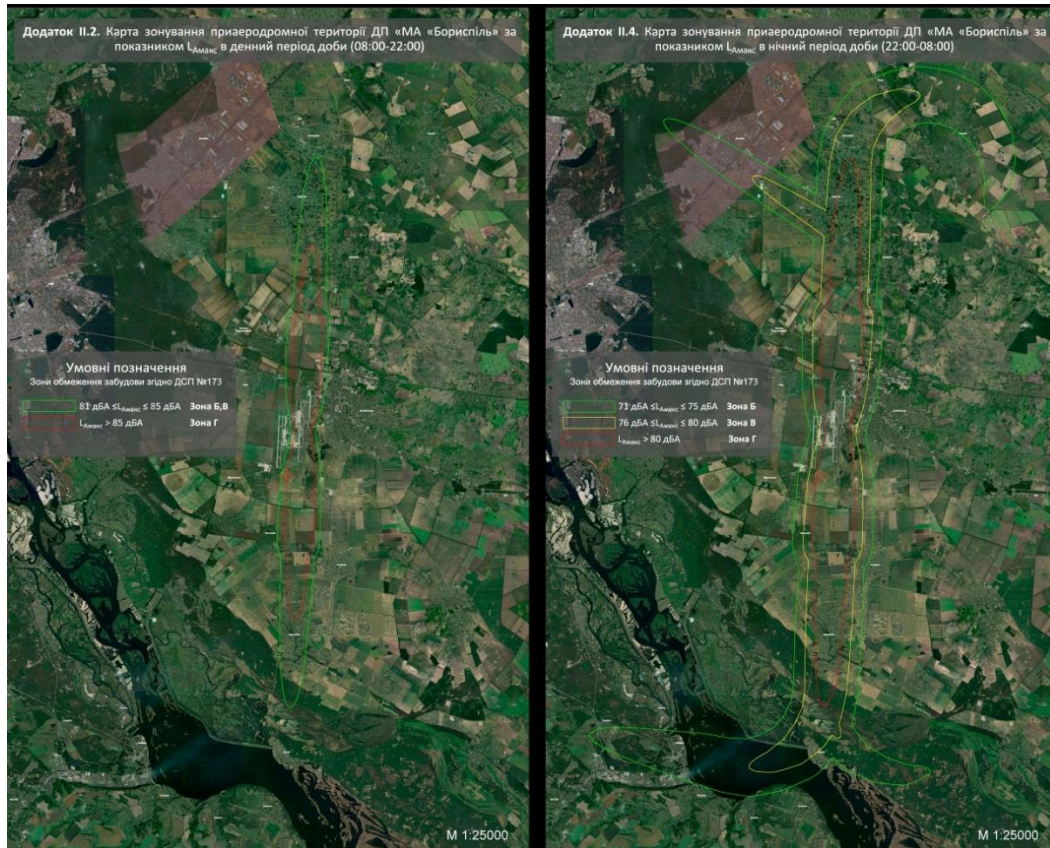 Додаток ІІ.2. Карта зонування приаеродромної території ДП «МА «Бориспіль» за
показником LАмакс в денний період доби (08:00-22:00)
Умовні позначення
Зони обмеження забудови згідно ДСП №173
81 дБА ≤LАмакс ≤ 85 дБА Зона Б,В
LАмакс > 85 дБА Зона Г
М 1:25000
Додаток ІІ.4. Карта зонування приаеродромної території ДП «МА «Бориспіль» за
показником LАмакс в нічний період доби (22:00-08:00)
Умовні позначення
Зони обмеження забудови згідно ДСП №173
71 дБА ≤LАмакс ≤ 75 дБА Зона Б
76 дБА ≤LАмакс ≤ 80 дБА Зона В
LАмакс > 80 дБА Зона Г
М 1:25000